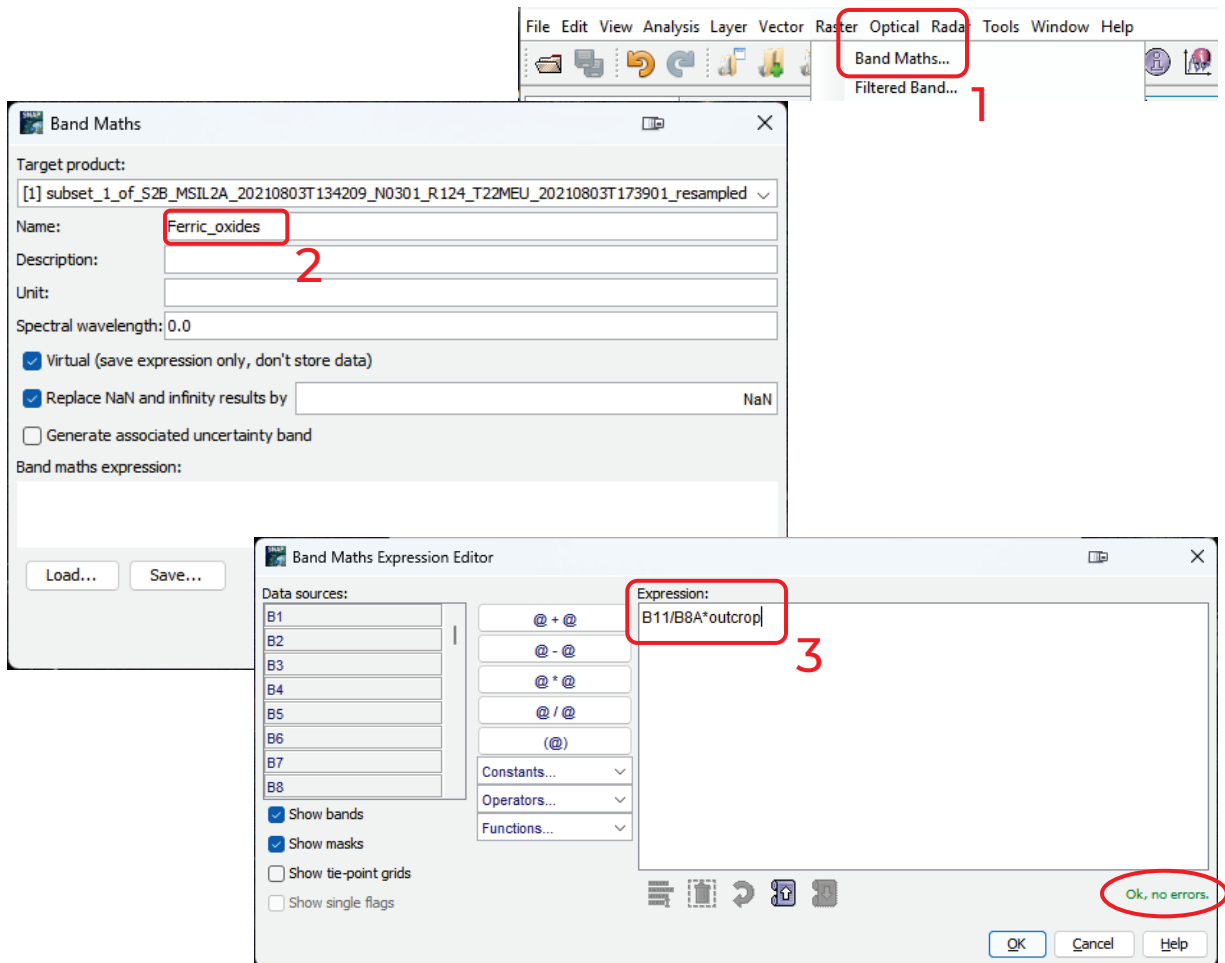 File Edit View Analysis Layer Vector Raster Optical Radar Tools Window Help
Band Maths...
Filtered Band...
1
SNAP
Band Maths
Target product:
[1] subset_1_of_S2B_MSIL2A_20210803T134209_N0301_R124_T22MEU_20210803T173901_resampled
Name: Ferric_oxides
2
Description:
Unit:
Spectral wavelength: 0.0
Virtual (save expression only, don't store data)
Replace NaN and infinity results by NaN
Generate associated uncertainty band
Band maths expression:
Load... Save...
SNAP
Band Maths Expression Editor
Data sources:
B1
B2
B3
B4
B5
B6
B7
B8
Show bands
Show masks
Show tie-point grids
Show single flags
@ + @
@ - @
@ * @
@ / @
(@)
Constants...
Operators...
Functions...
Expression:
B11/B8A*outcrop
3
Ok, no errors.
OK Cancel Help